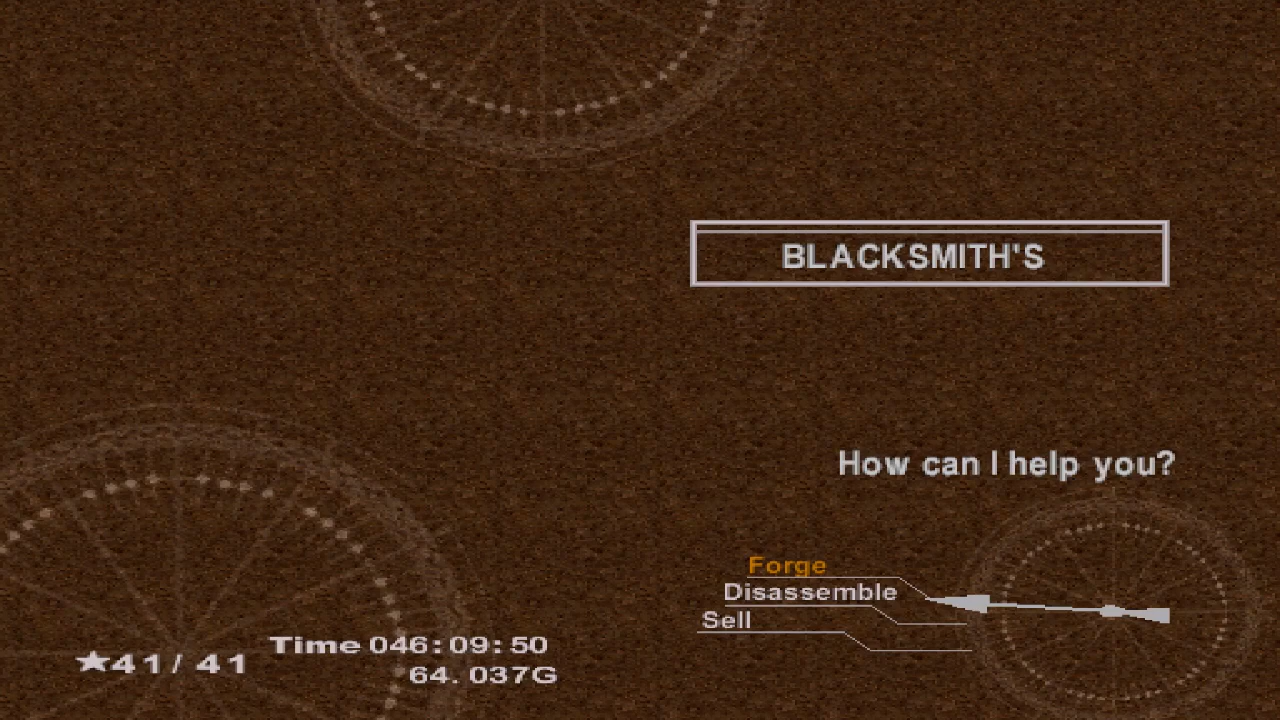 BLACKSMITH'S
How can I help you?
Forge
Disassemble
Sell
★41/ 41
Time 046:09:50
64. 037G